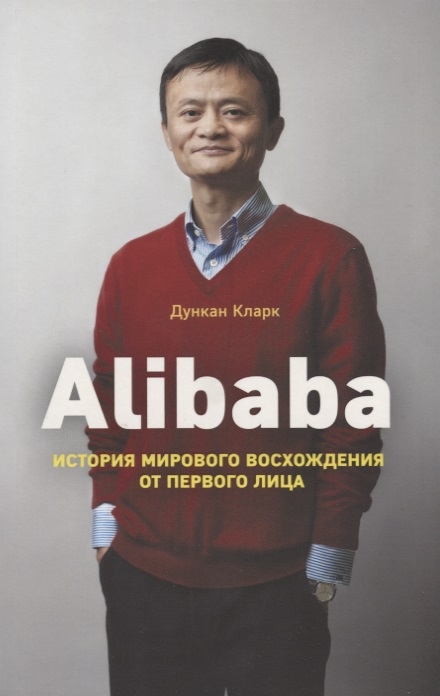 Дункан Кларк
Alibaba
ИСТОРИЯ МИРОВОГО ВОСХОЖДЕНИЯ
ОТ ПЕРВОГО ЛИЦА